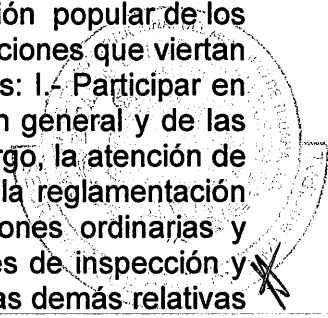 ión popular de los
ciones que viertan
s: I.- Participar en
n general y de las
rgo, la atención de
la reglamentación
ones ordinarias y
es de inspección y
as demás relativas